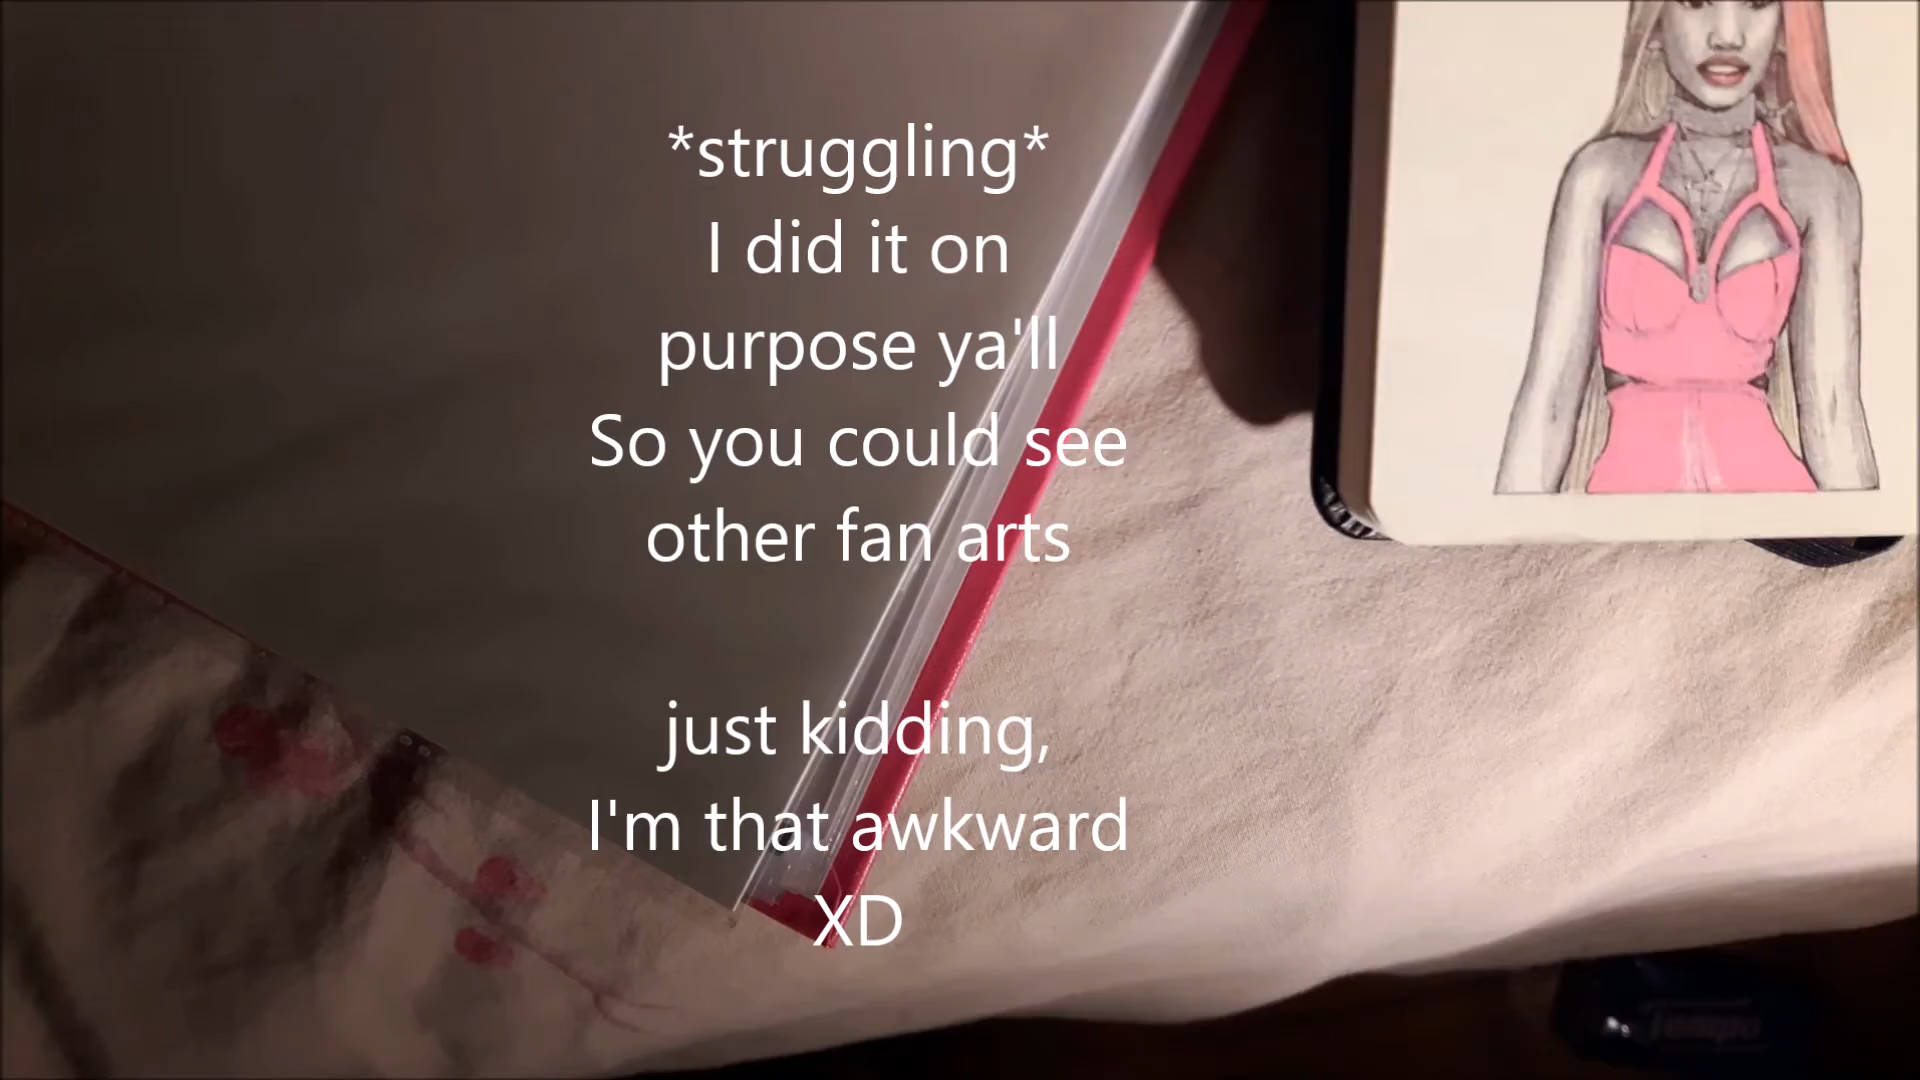 *struggling*
I did it on
purpose ya'll
So you could see
other fan arts
just kidding,
I'm that awkward
XD
Tempo